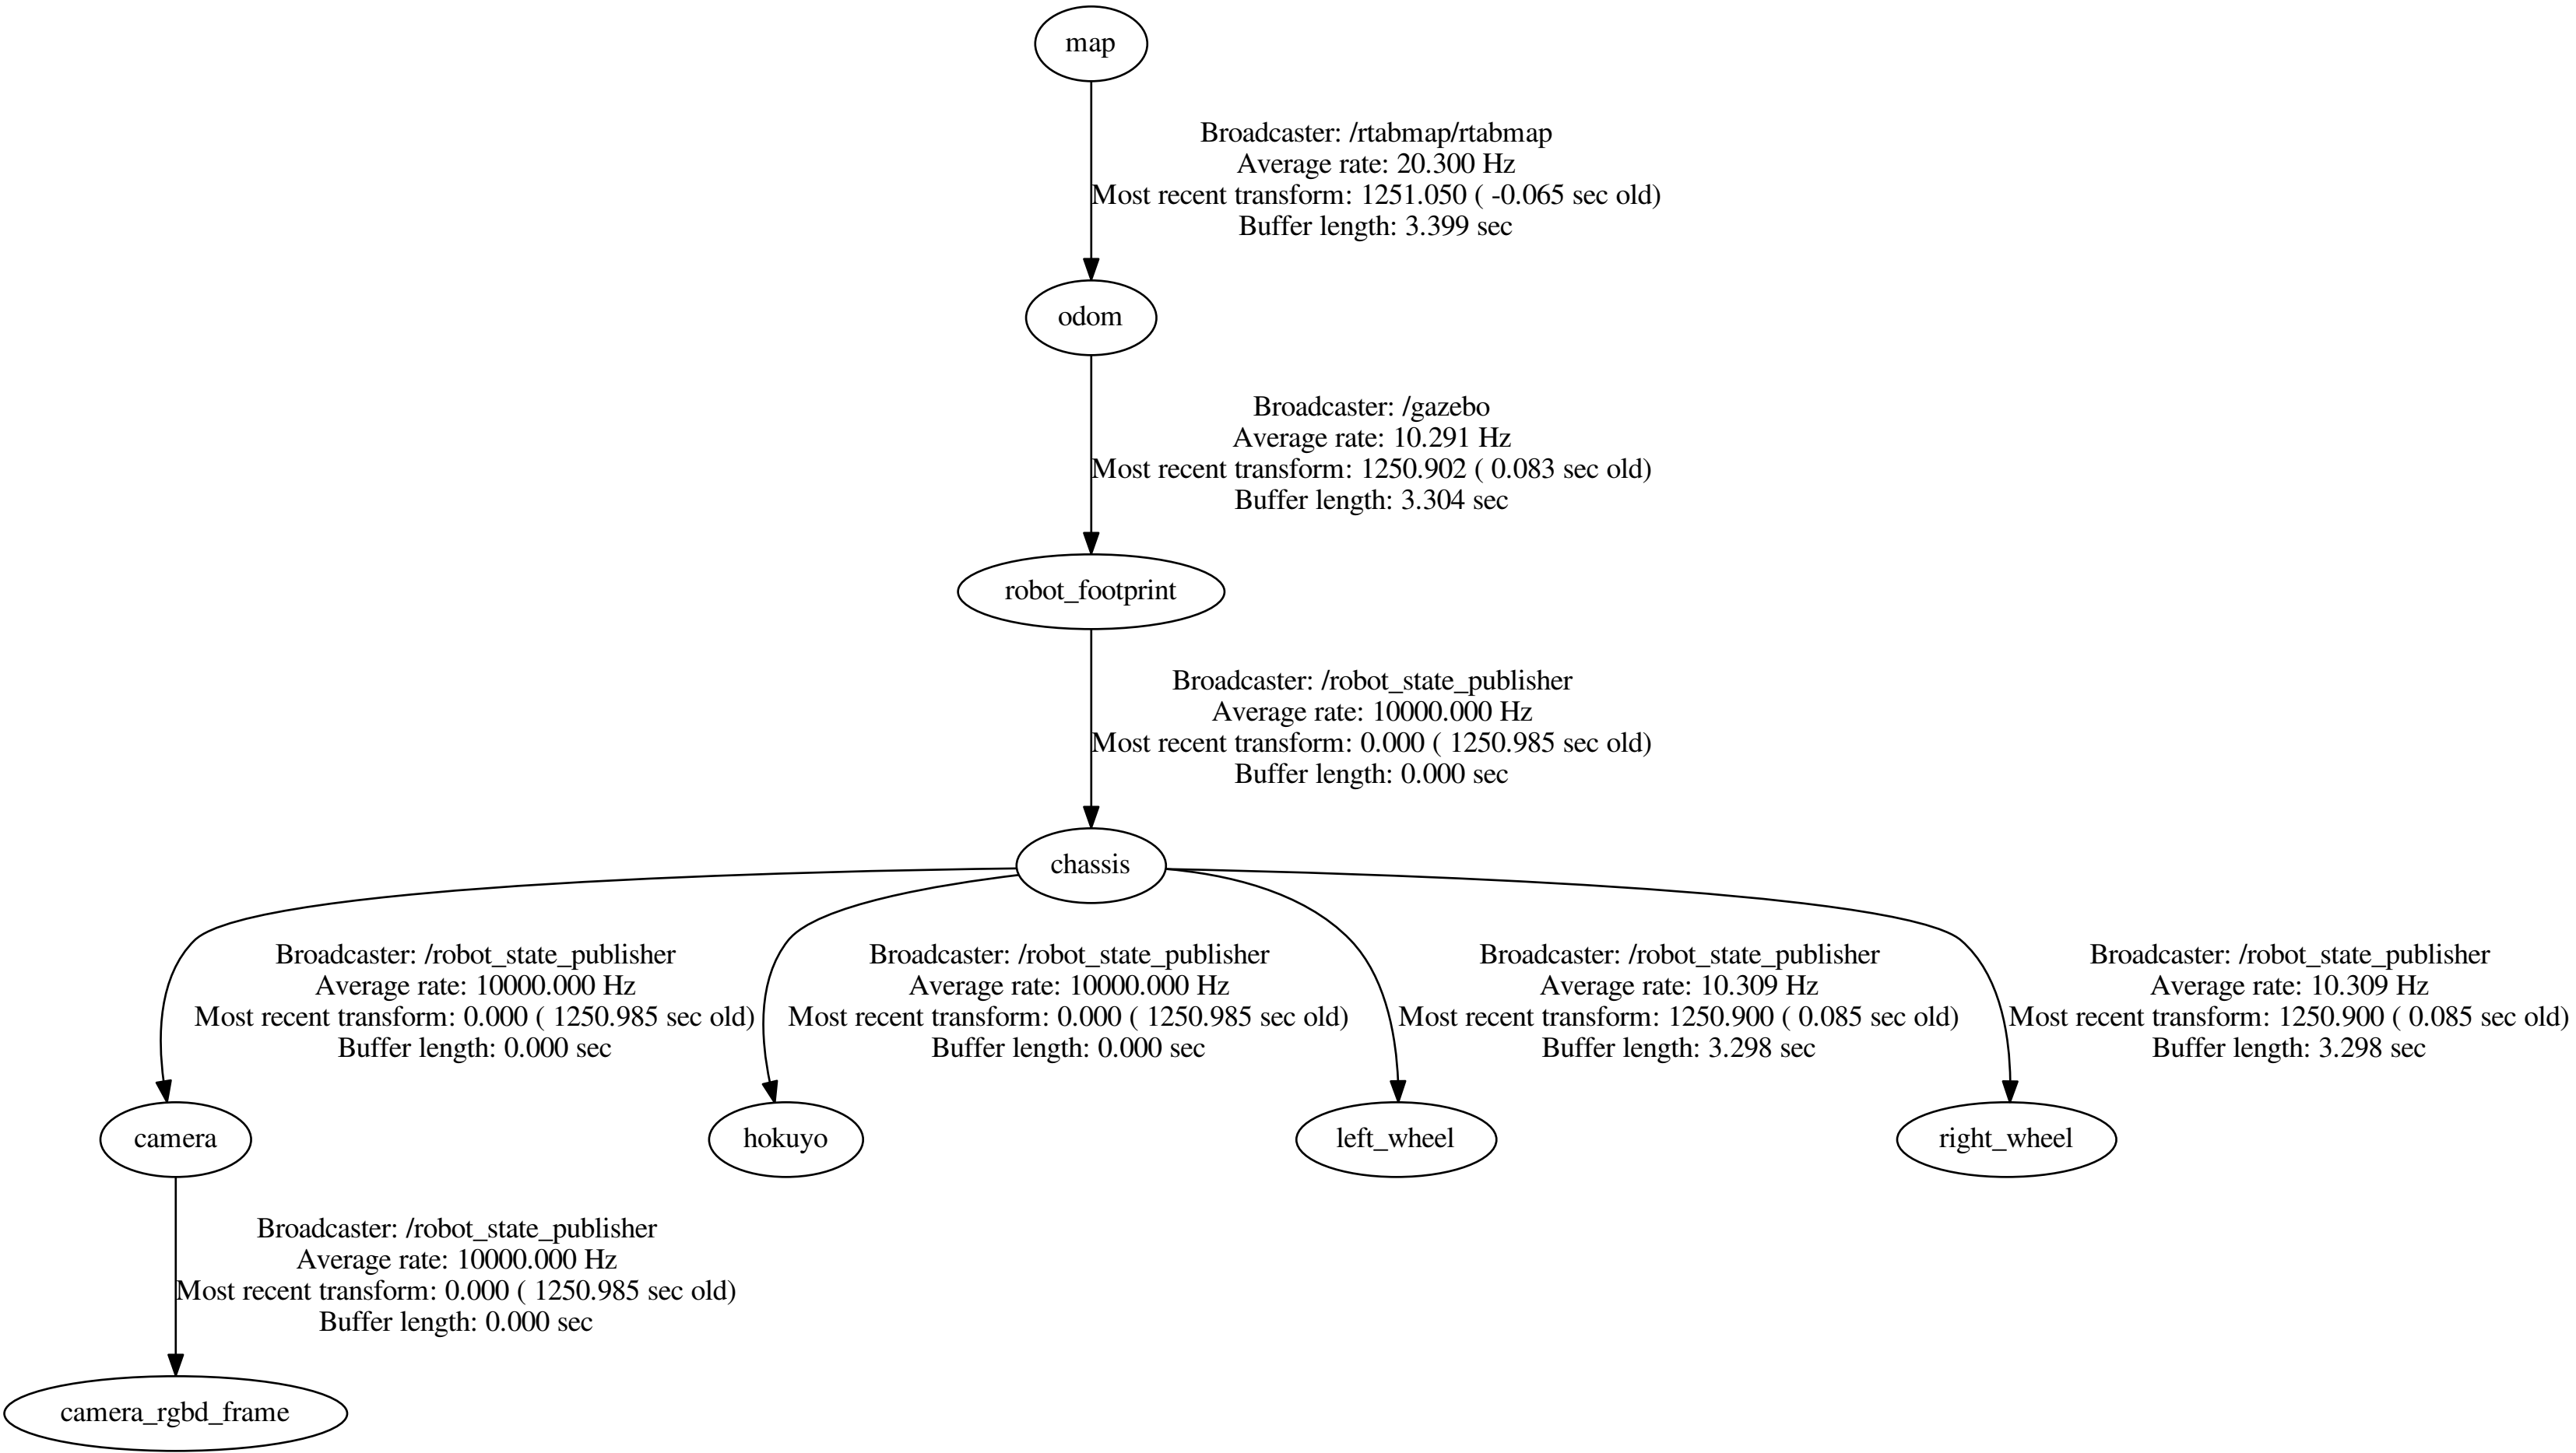 map
Broadcaster: /rtabmap/rtabmap
Average rate: 20.300 Hz
Most recent transform: 1251.050 ( -0.065 sec old)
Buffer length: 3.399 sec
odom
Broadcaster: /gazebo
Average rate: 10.291 Hz
Most recent transform: 1250.902 ( 0.083 sec old)
Buffer length: 3.304 sec
robot_footprint
Broadcaster: /robot_state_publisher
Average rate: 10000.000 Hz
Most recent transform: 0.000 ( 1250.985 sec old)
Buffer length: 0.000 sec
chassis
Broadcaster: /robot_state_publisher
Average rate: 10000.000 Hz
Most recent transform: 0.000 ( 1250.985 sec old)
Buffer length: 0.000 sec
Broadcaster: /robot_state_publisher
Average rate: 10000.000 Hz
Most recent transform: 0.000 ( 1250.985 sec old)
Buffer length: 0.000 sec
Broadcaster: /robot_state_publisher
Average rate: 10.309 Hz
Most recent transform: 1250.900 ( 0.085 sec old)
Buffer length: 3.298 sec
Broadcaster: /robot_state_publisher
Average rate: 10.309 Hz
Most recent transform: 1250.900 ( 0.085 sec old)
Buffer length: 3.298 sec
camera
hokuyo
left_wheel
right_wheel
Broadcaster: /robot_state_publisher
Average rate: 10000.000 Hz
Most recent transform: 0.000 ( 1250.985 sec old)
Buffer length: 0.000 sec
camera_rgbd_frame